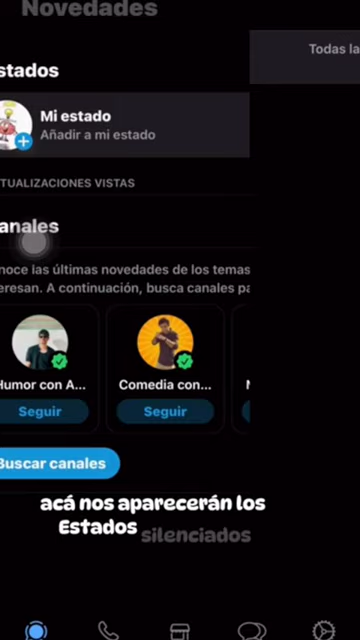 Novedades
stados
Todas la
Mi estado
Añadir a mi estado
TUALIZACIONES VISTAS
anales
noce las últimas novedades de los temas
eresan. A continuación, busca canales pa
Humor con A...
Comedia con...
Seguir
Seguir
Buscar canales
acá nos aparecerán los
Estados silenciados